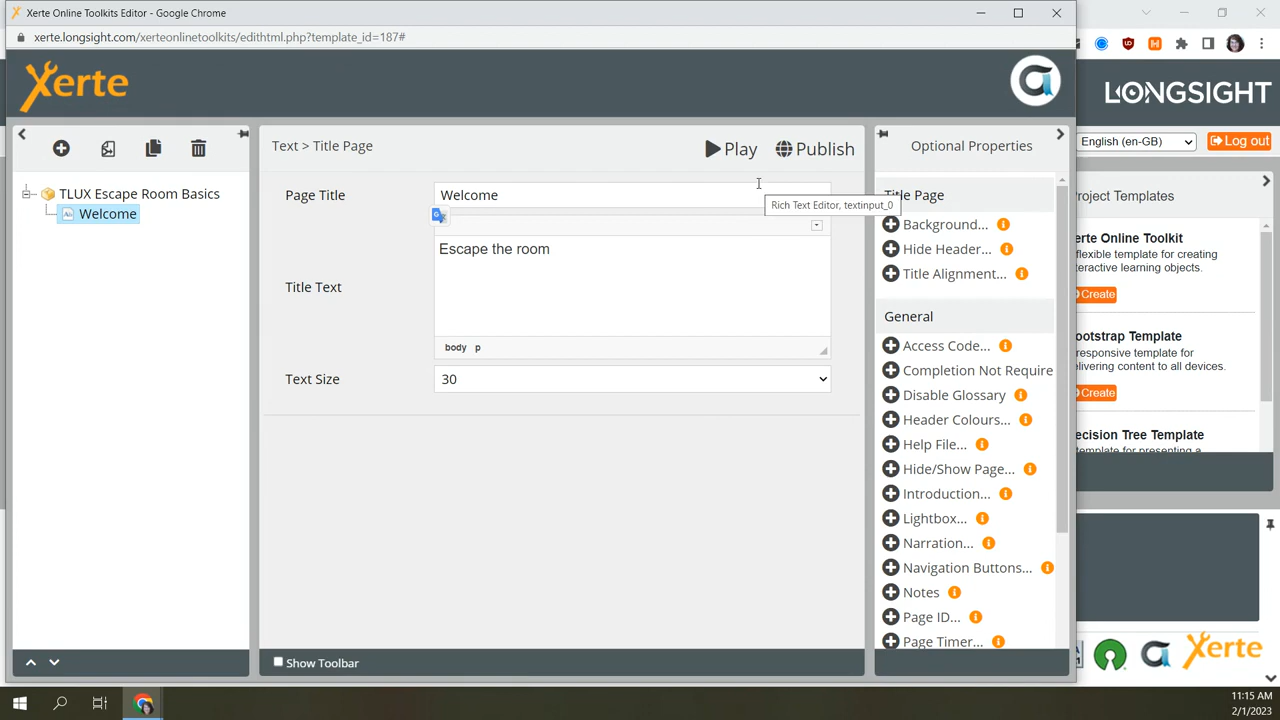 Xerte Online Toolkits Editor - Google Chrome
xerte.longsight.com/xerteonlinetoolkits/edithtml.php?template_id=187#
Xerte
LONGSIGHT
English (en-GB)
Log out
Text > Title Page
Play
Publish
Optional Properties
TLUX Escape Room Basics
Welcome
Page Title
Welcome
Rich Text Editor, textinput_0
Title Text
Escape the room
body p
Text Size
30
Title Page
Background...
Hide Header...
Title Alignment...
General
Access Code...
Completion Not Require
Disable Glossary
Header Colours...
Help File...
Hide/Show Page...
Introduction...
Lightbox...
Narration...
Navigation Buttons...
Notes
Page ID...
Page Timer...
Project Templates
erte Online Toolkit
flexible template for creating
teractive learning objects.
Create
ootstrap Template
responsive template for
elivering content to all devices.
Create
ecision Tree Template
template for presenting a
Show Toolbar
Xerte
11:15 AM
2/1/2023